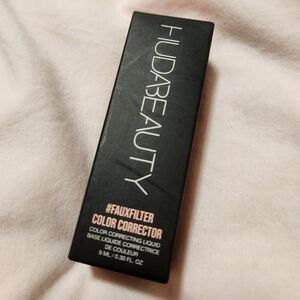 HUDABEAUTY
#FAUXFILTER
COLOR CORRECTOR
COLOR CORRECTING LIQUID
BASE LIQUIDE CORRECTRICE
DE COULEUR
9 ML / 0.30 FL. OZ